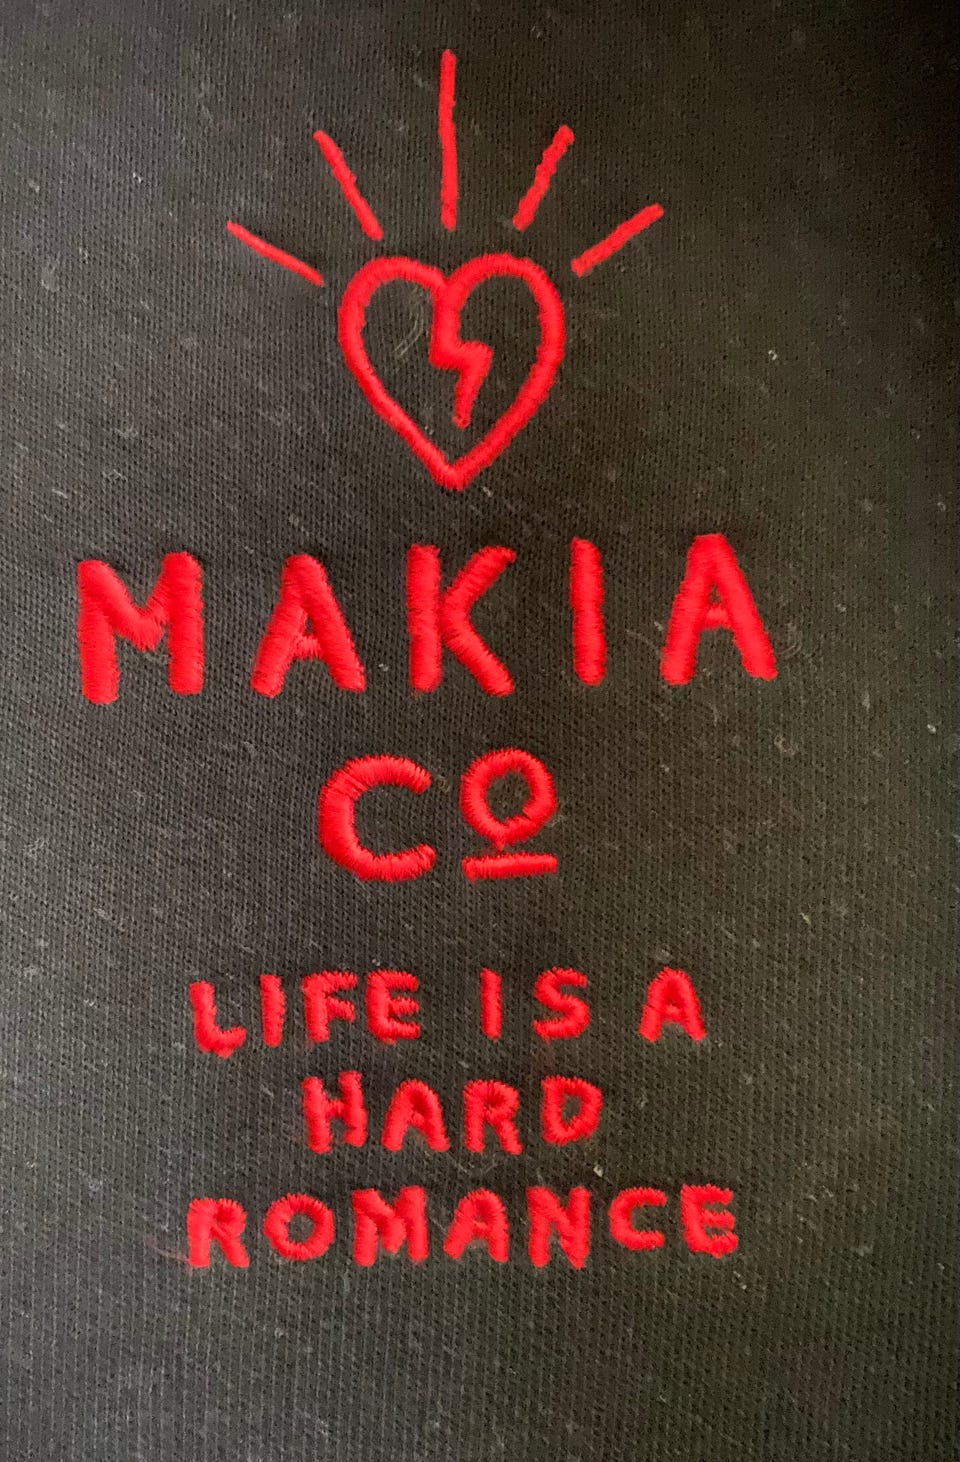 MAKIA
Cº
LIFE IS A
HARD
ROMANCE